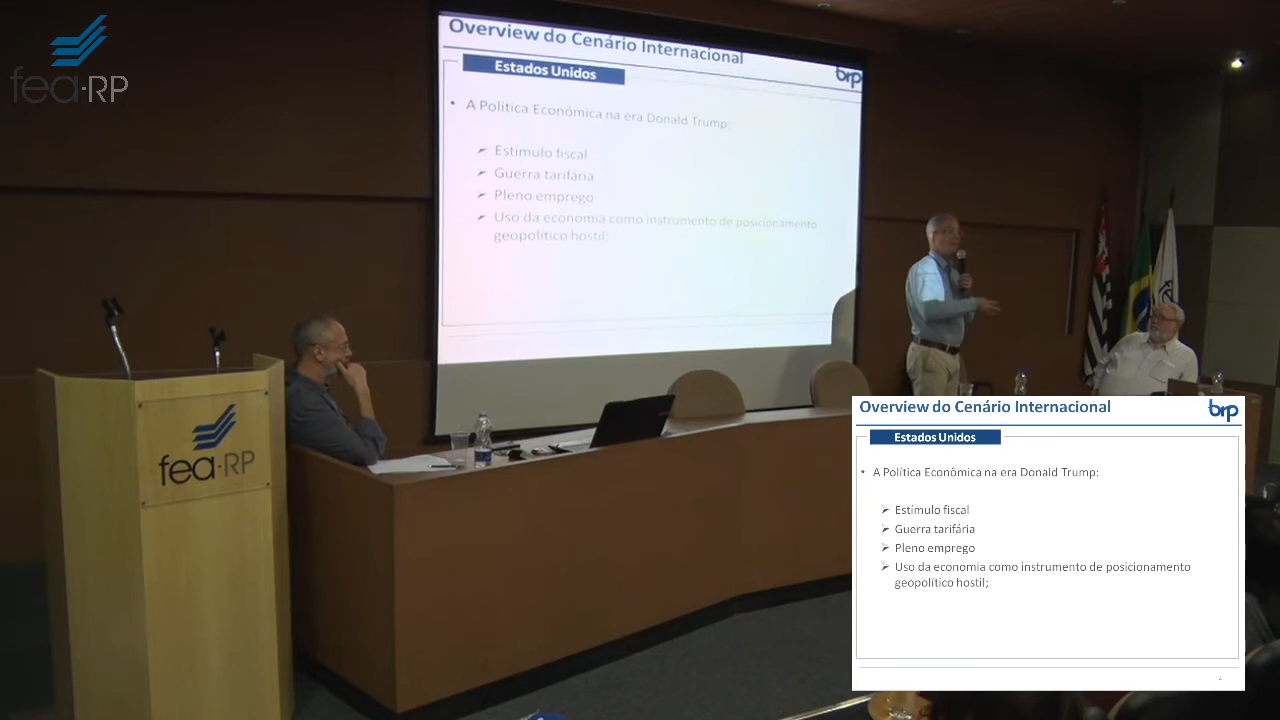 fea-RP
Overview do Cenário Internacional
brp
Estados Unidos
• A Política Econômica na era Donald Trump:
➢ Estímulo fiscal
➢ Guerra tarifária
➢ Pleno emprego
➢ Uso da economia como instrumento de posicionamento
geopolítico hostil;
fea-RP
Overview do Cenário Internacional
brp
Estados Unidos
• A Política Econômica na era Donald Trump:
➢ Estímulo fiscal
➢ Guerra tarifária
➢ Pleno emprego
➢ Uso da economia como instrumento de posicionamento
geopolítico hostil;